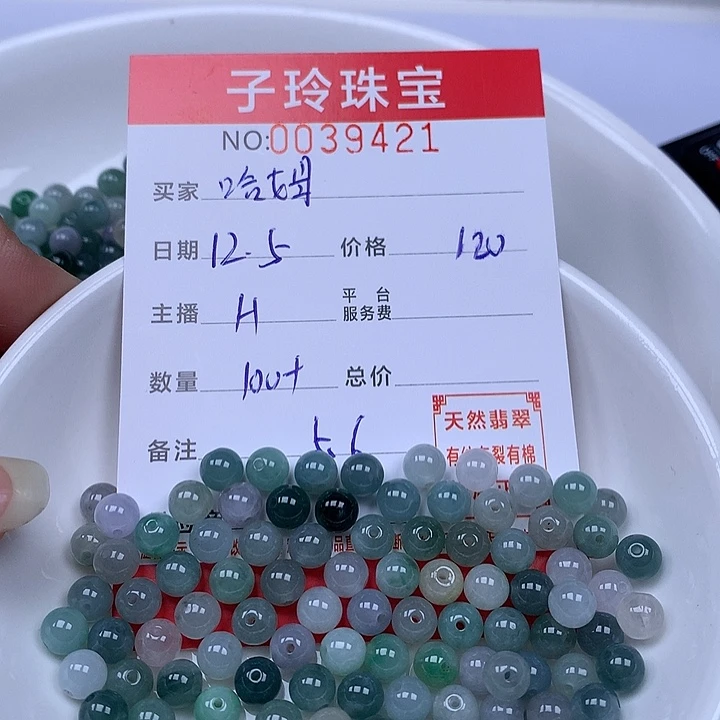 子玲珠宝
NO:0039421
买家 哈姆
日期 12.5 价格 120
主播 H 平台服务费
数量 100+ 总价
备注 5.6
天然翡翠